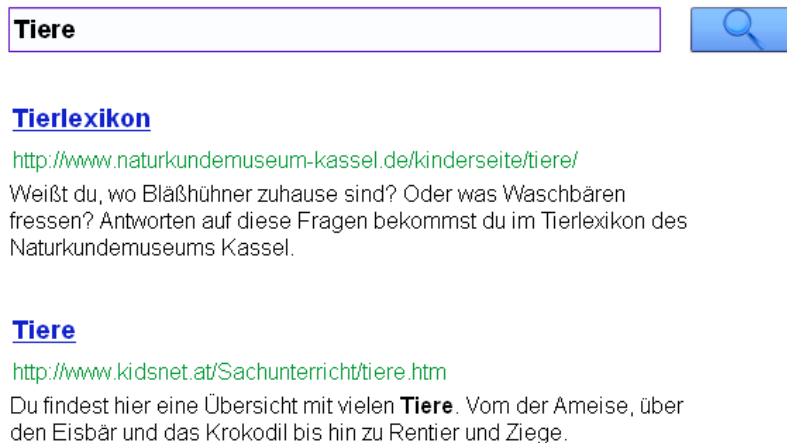 Tiere
Tierlexikon
http://www.naturkundemuseum-kassel.de/kinderseite/tiere/
Weißt du, wo Bläßhühner zuhause sind? Oder was Waschbären
fressen? Antworten auf diese Fragen bekommst du im Tierlexikon des
Naturkundemuseums Kassel.
Tiere
http://www.kidsnet.at/Sachunterricht/tiere.htm
Du findest hier eine Übersicht mit vielen Tiere. Vom der Ameise, über
den Eisbär und das Krokodil bis hin zu Rentier und Ziege.